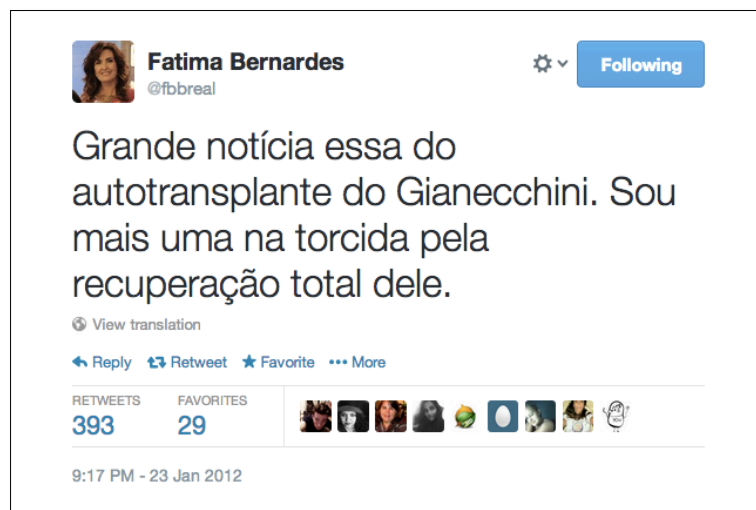 Fatima Bernardes
@fbbreal
Following
Grande notícia essa do
autotransplante do Gianecchini. Sou
mais uma na torcida pela
recuperação total dele.
View translation
Reply Retweet Favorite More
RETWEETS FAVORITES
393 29
9:17 PM - 23 Jan 2012